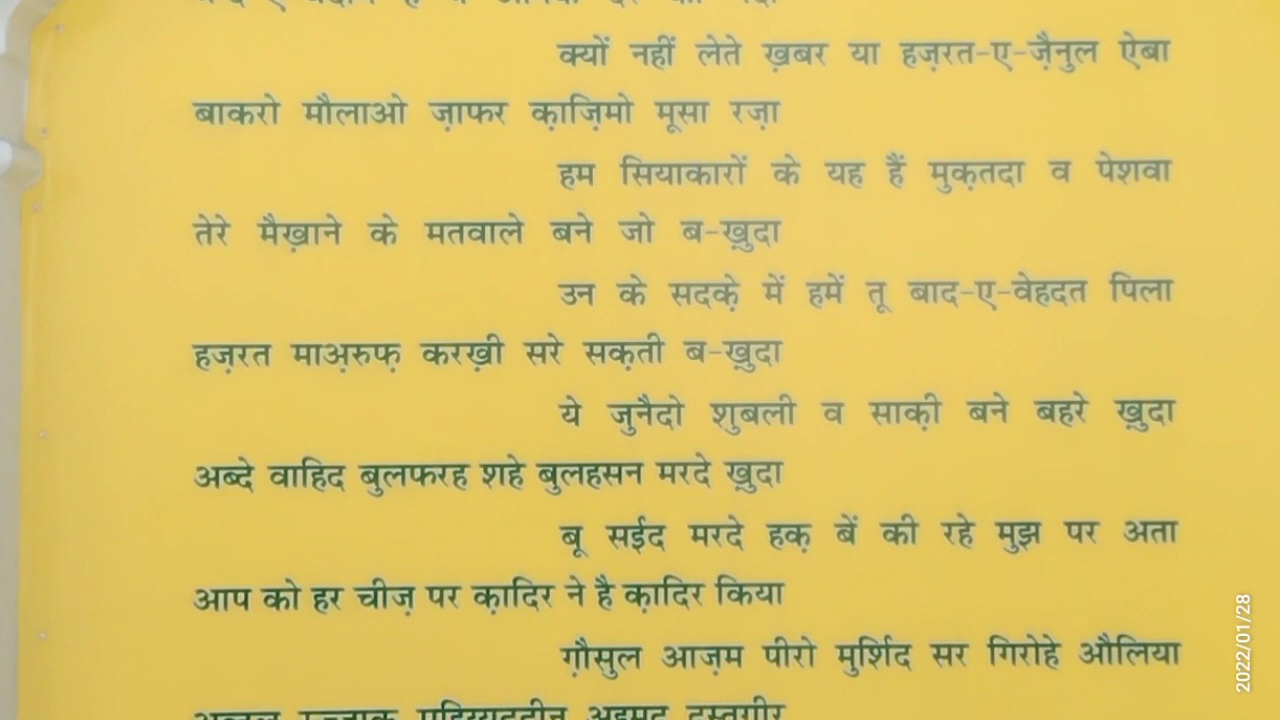 क्यों नहीं लेते ख़बर या हज़रत-ए-ज़ैनुल ऐबा
बाकरो मौलाओ ज़ाफर क़ाज़िमो मूसा रज़ा
हम सियाकारों के यह हैं मुक़तदा व पेशवा
तेरे मैख़ाने के मतवाले बने जो ब-ख़ुदा
उन के सदक़े में हमें तू बाद-ए-वेहदत पिला
हज़रत माअ़रुफ़ करख़ी सरे सक़ती ब-ख़ुदा
ये जुनैदो शुबली व साक़ी बने बहरे ख़ुदा
अब्दे वाहिद बुलफरह शहे बुलहसन मरदे ख़ुदा
बू सईद मरदे हक़ बें की रहे मुझ पर अता
आप को हर चीज़ पर क़ादिर ने है क़ादिर किया
ग़ौसुल आज़म पीरो मुर्शिद सर गिरोहे औलिया
2022/01/28